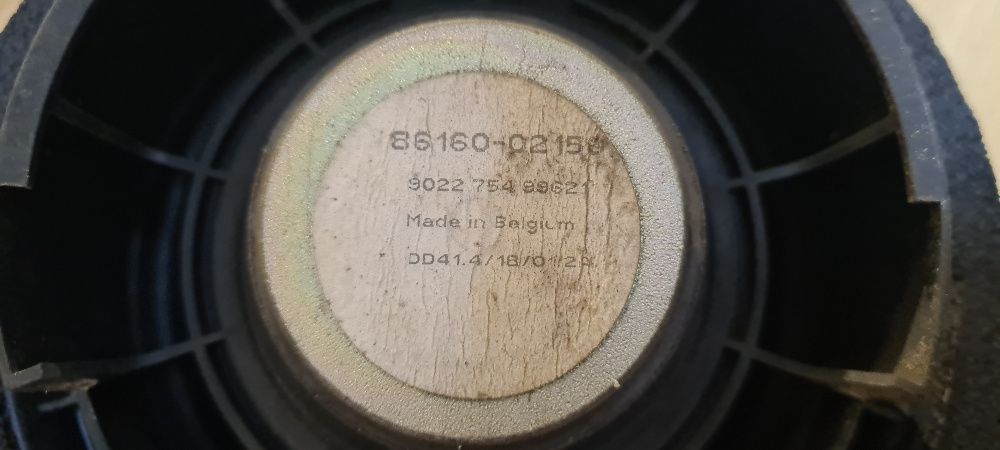 86160-02150
9022 754 99621
Made in Belgium
DD41.4/18/01/2A